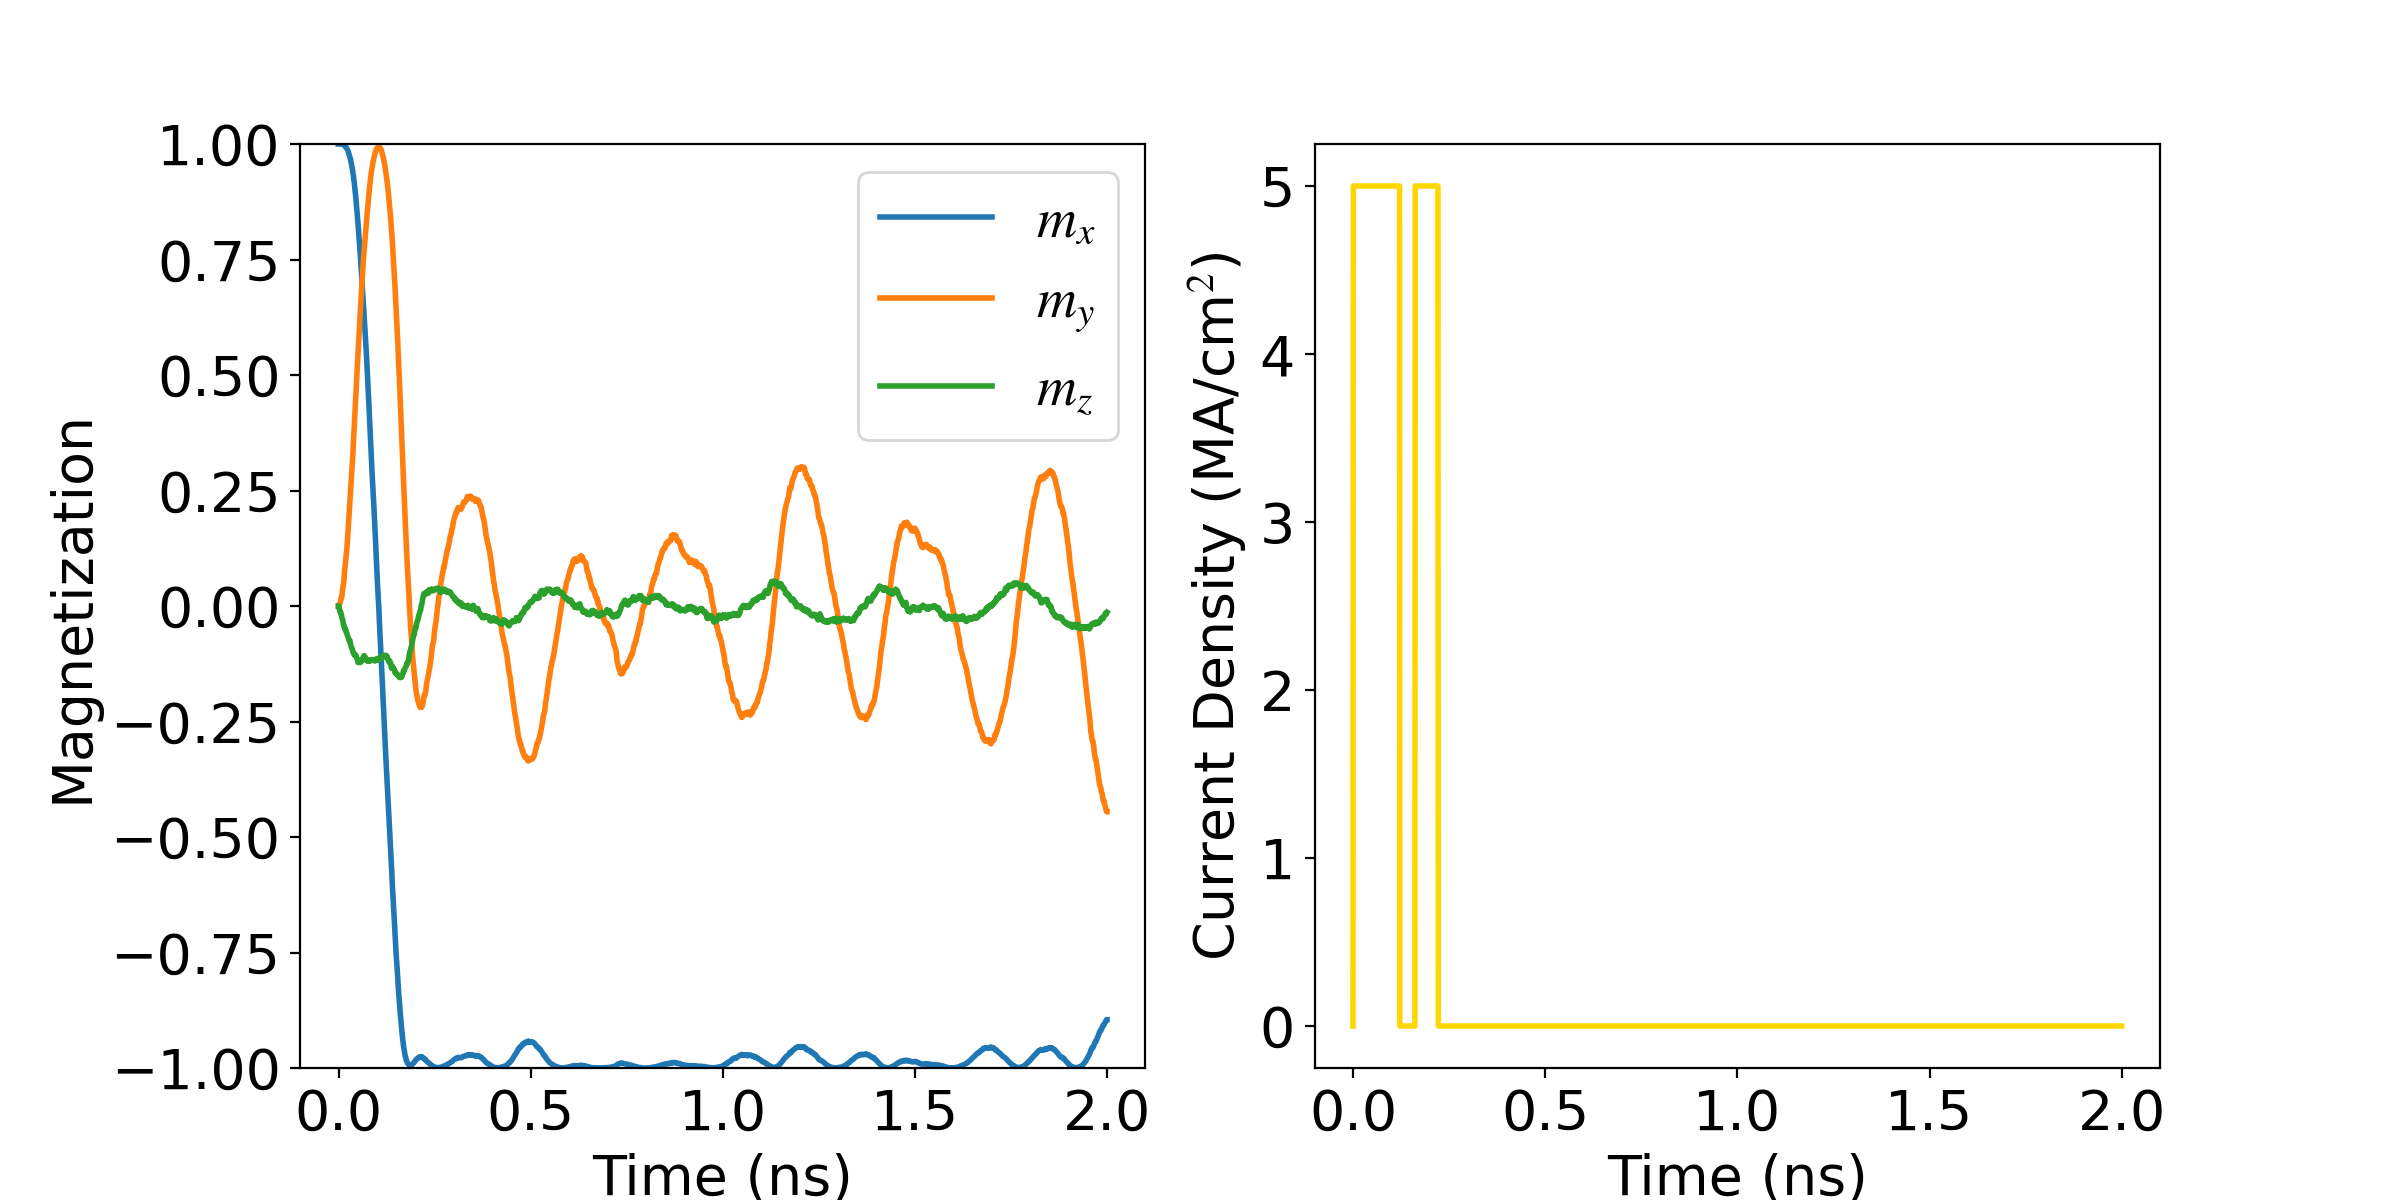 1.00
0.75
0.50
0.25
0.00
−0.25
−0.50
−0.75
−1.00
Magnetization
0.0 0.5 1.0 1.5 2.0
Time (ns)
m_x
m_y
m_z
5
4
3
2
1
0
Current Density (MA/cm²)
0.0 0.5 1.0 1.5 2.0
Time (ns)